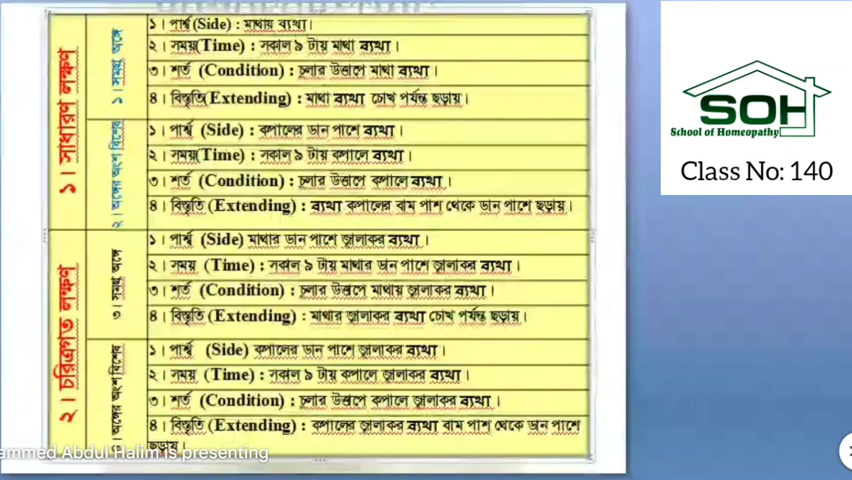 ১। পার্শ্ব (Side) : মাথায় ব্যথা।
২। সময়(Time) : সকাল ৯ টায় মাথা ব্যথা।
৩। শর্ত (Condition) : চুলার উত্তাপে মাথা ব্যথা।
৪। বিস্তৃতি(Extending) : মাথা ব্যথা চোখ পর্যন্ত ছড়ায়।
১। পার্শ্ব (Side) : কপালের ডান পাশে ব্যথা।
২। সময়(Time) : সকাল ৯ টায় কপালে ব্যথা।
৩। শর্ত (Condition) : চুলার উত্তাপে কপালে ব্যথা।
৪। বিস্তৃতি (Extending) : ব্যথা কপালের বাম পাশ থেকে ডান পাশে ছড়ায়।
১। সাধারণ লক্ষণ
১। সমগ্র অঙ্গে
২। অঙ্গের অংশ বিশেষ
১। পার্শ্ব (Side) মাথার ডান পাশে জ্বালাকর ব্যথা।
২। সময় (Time) : সকাল ৯ টায় মাথার ডান পাশে জ্বালাকর ব্যথা।
৩। শর্ত (Condition) : চুলার উত্তপে মাথায় জ্বালাকর ব্যথা।
৪। বিস্তৃতি (Extending) : মাথার জ্বালাকর ব্যথা চোখ পর্যন্ত ছড়ায়।
১। পার্শ্ব (Side) কপালের ডান পাশে জ্বালাকর ব্যথা।
২। সময় (Time) : সকাল ৯ টায় কপালে জ্বালাকর ব্যথা।
৩। শর্ত (Condition) : চুলার উত্তাপে কপালে জ্বালাকর ব্যথা।
৪। বিস্তৃতি (Extending) : কপালের জ্বালাকর ব্যথা বাম পাশ থেকে ডান পাশে
ছড়ায়।
২। চরিত্রগত লক্ষণ
৩। সমগ্র অঙ্গে
অঙ্গের অংশ বিশেষ
Abdul Halim is presenting
SOH
School of Homeopathy
Class No: 140